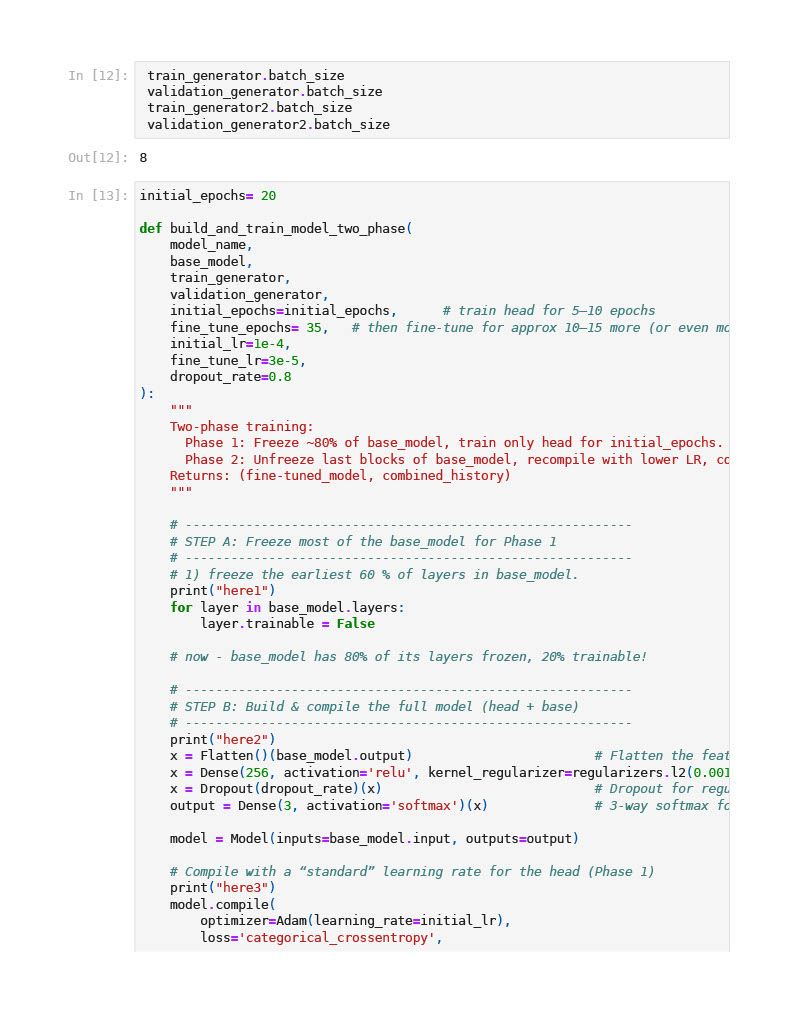 In [12]: train_generator.batch_size
validation_generator.batch_size
train_generator2.batch_size
validation_generator2.batch_size
Out[12]: 8
In [13]: initial_epochs= 20
def build_and_train_model_two_phase(
model_name,
base_model,
train_generator,
validation_generator,
initial_epochs=initial_epochs, # train head for 5–10 epochs
fine_tune_epochs= 35, # then fine-tune for approx 10–15 more (or even mo
initial_lr=1e-4,
fine_tune_lr=3e-5,
dropout_rate=0.8
):
"""
Two-phase training:
Phase 1: Freeze ~80% of base_model, train only head for initial_epochs.
Phase 2: Unfreeze last blocks of base_model, recompile with lower LR, co
Returns: (fine-tuned_model, combined_history)
"""
# -----------------------------------------------------------
# STEP A: Freeze most of the base_model for Phase 1
# -----------------------------------------------------------
# 1) freeze the earliest 60 % of layers in base_model.
print("here1")
for layer in base_model.layers:
layer.trainable = False
# now - base_model has 80% of its layers frozen, 20% trainable!
# -----------------------------------------------------------
# STEP B: Build & compile the full model (head + base)
# -----------------------------------------------------------
print("here2")
x = Flatten()(base_model.output) # Flatten the feat
x = Dense(256, activation='relu', kernel_regularizer=regularizers.l2(0.001
x = Dropout(dropout_rate)(x) # Dropout for regu
output = Dense(3, activation='softmax')(x) # 3-way softmax fo
model = Model(inputs=base_model.input, outputs=output)
# Compile with a “standard” learning rate for the head (Phase 1)
print("here3")
model.compile(
optimizer=Adam(learning_rate=initial_lr),
loss='categorical_crossentropy',